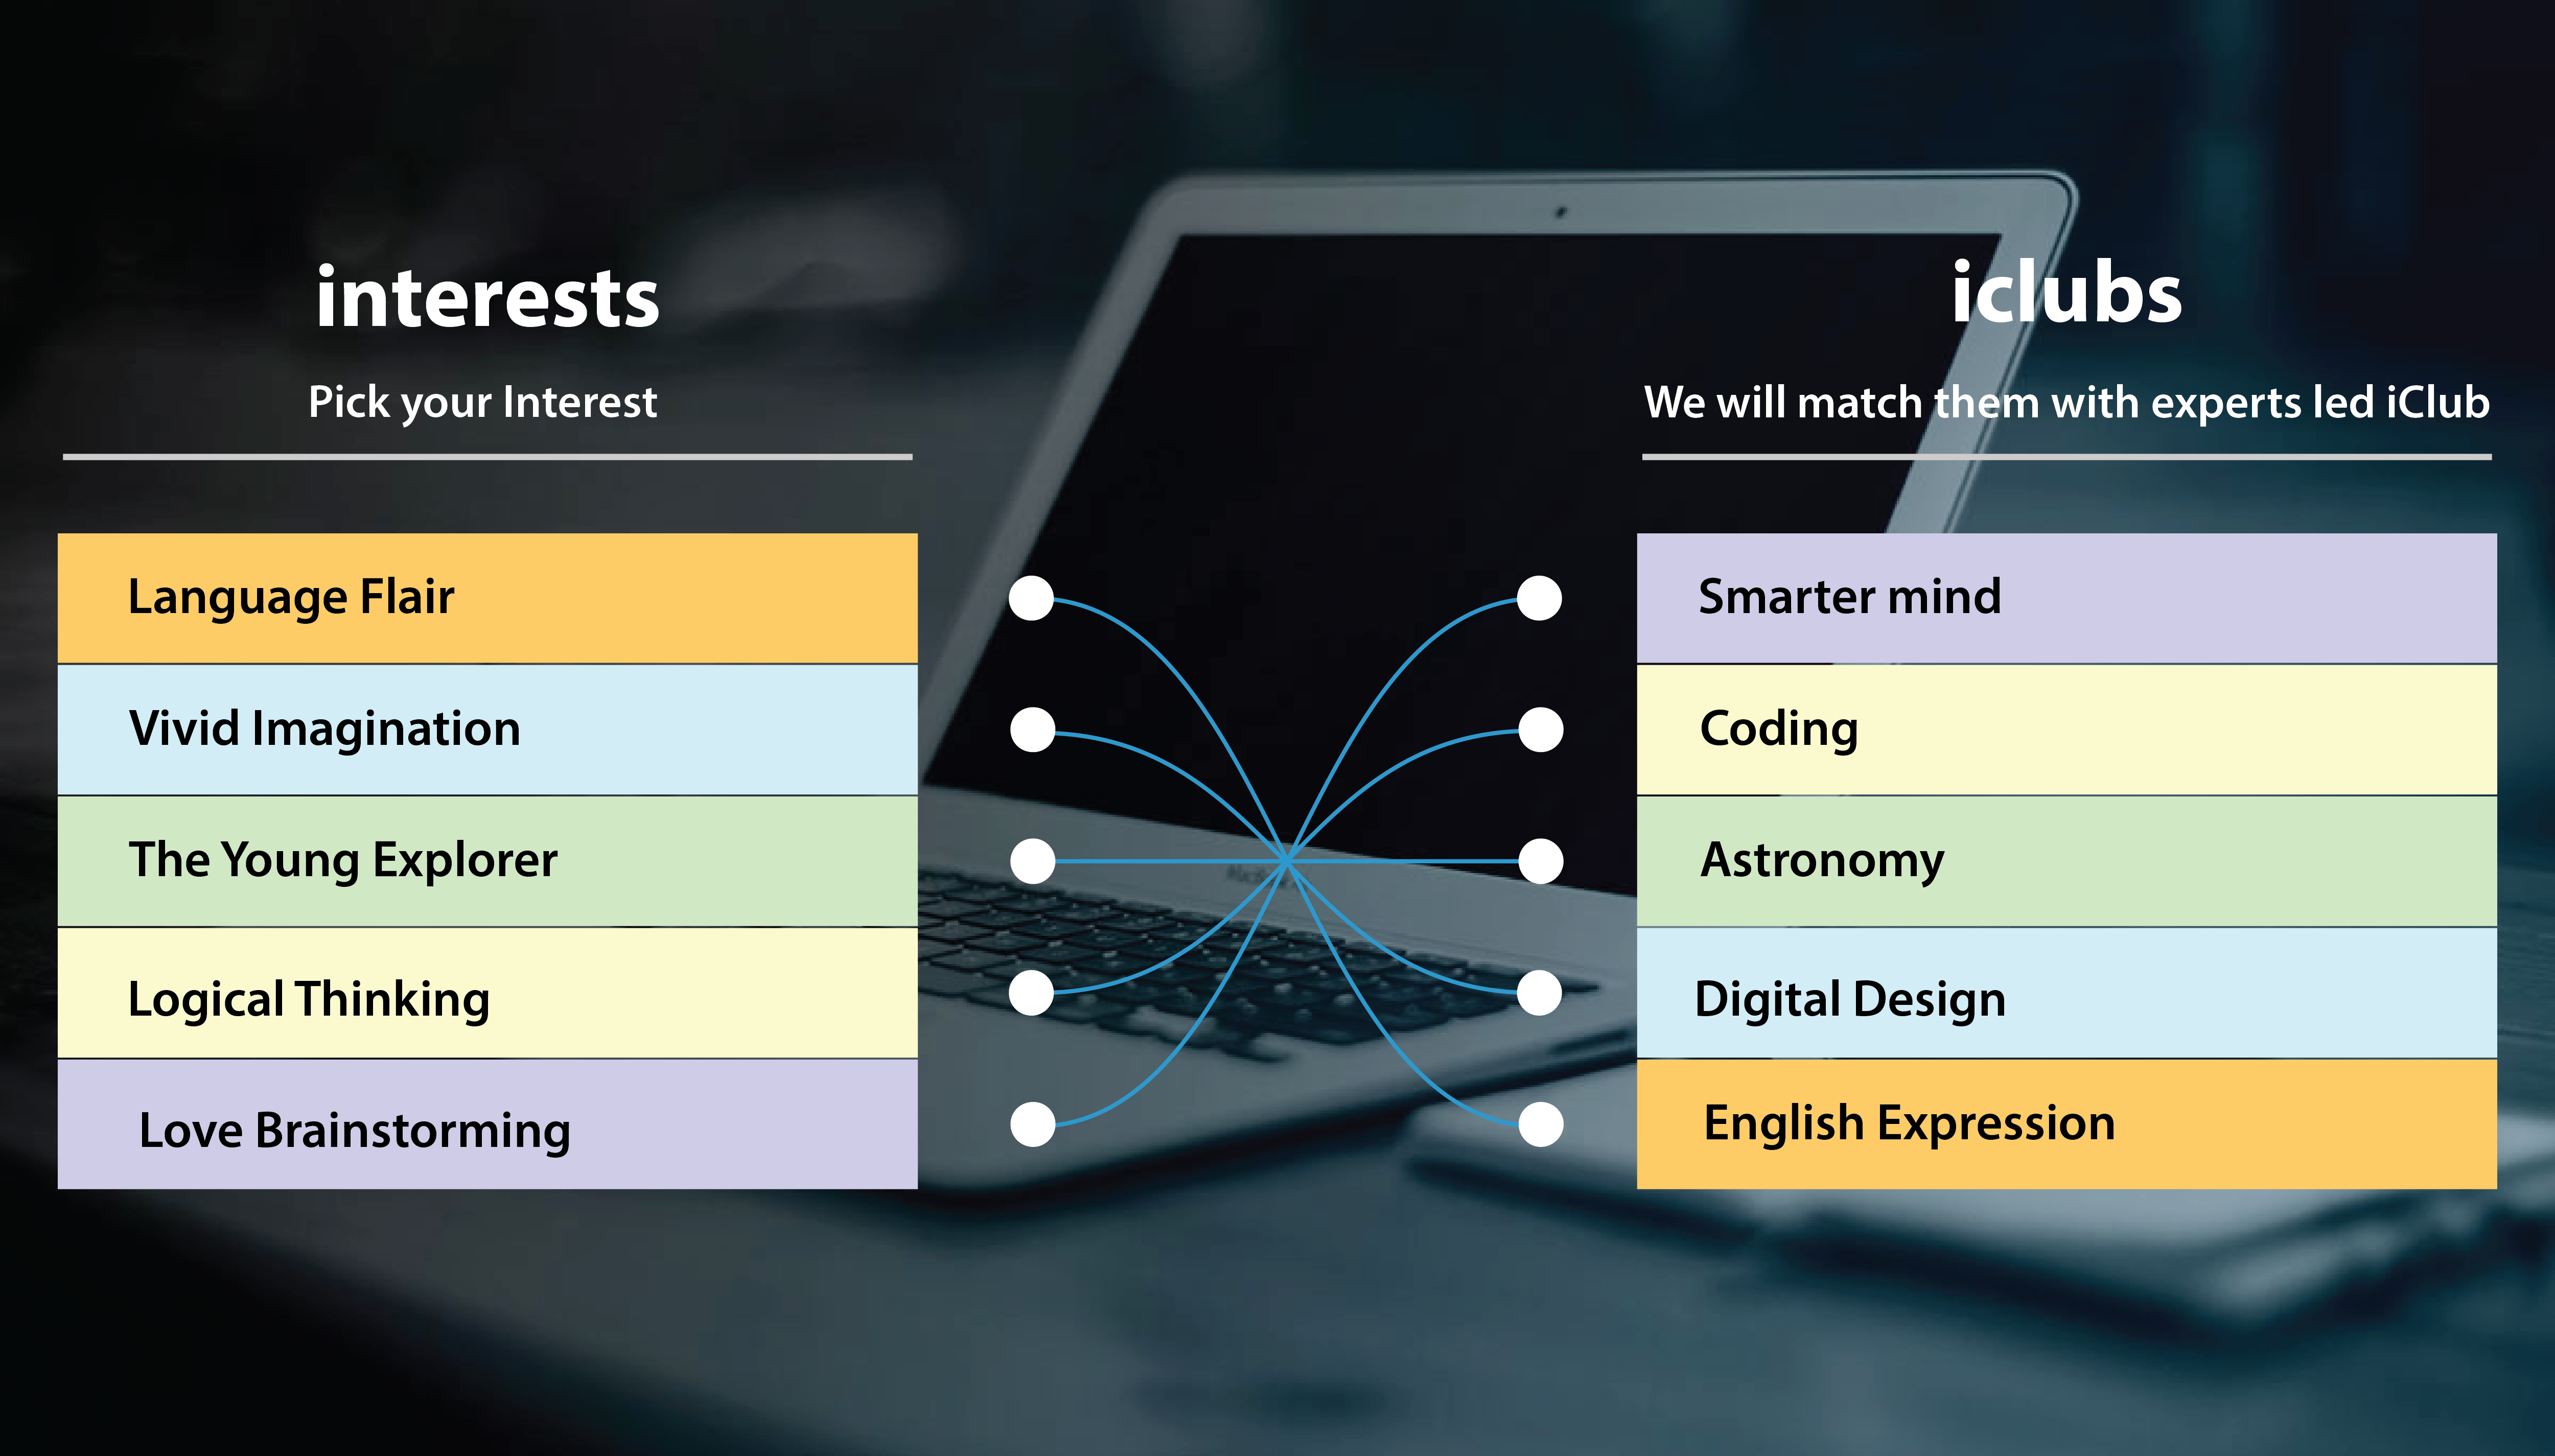 interests
Pick your Interest
Language Flair
Vivid Imagination
The Young Explorer
Logical Thinking
Love Brainstorming
iclubs
We will match them with experts led iClub
Smarter mind
Coding
Astronomy
Digital Design
English Expression